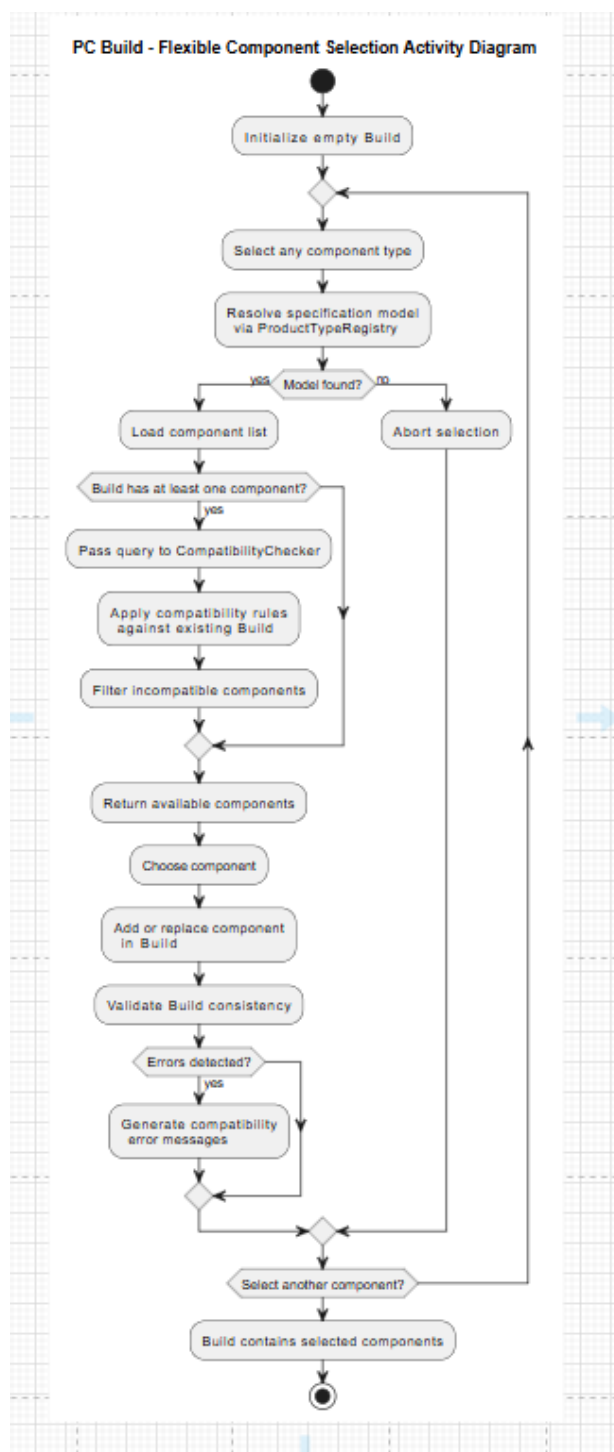 PC Build - Flexible Component Selection Activity Diagram
Initialize empty Build
Select any component type
Resolve specification model
via ProductTypeRegistry
yes
Model found?
no
Load component list
Abort selection
Build has at least one component?
yes
Pass query to CompatibilityChecker
Apply compatibility rules
against existing Build
Filter incompatible components
Return available components
Choose component
Add or replace component
in Build
Validate Build consistency
Errors detected?
yes
Generate compatibility
error messages
Select another component?
Build contains selected components